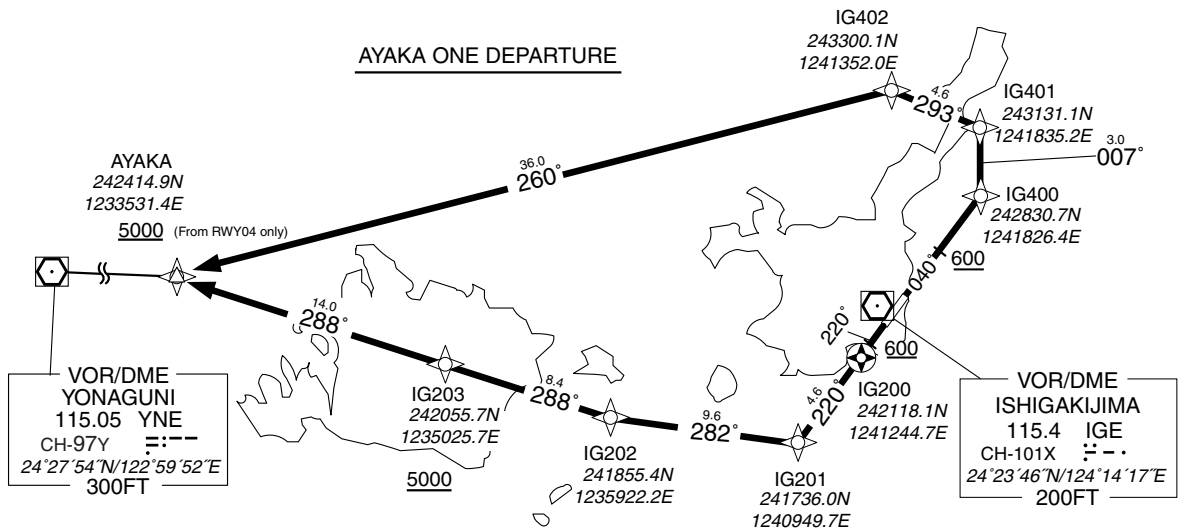 AYAKA ONE DEPARTURE
IG402
243300.1N
1241352.0E
4.6
293°
IG401
243131.1N
1241835.2E
3.0
007°
IG400
242830.7N
1241826.4E
600
040°
AYAKA
242414.9N
1233531.4E
5000 (From RWY04 only)
36.0
260°
14.0
288°
IG203
242055.7N
1235025.7E
5000
8.4
288°
IG202
241855.4N
1235922.2E
9.6
282°
IG201
241736.0N
1240949.7E
4.6
220°
220°
600
IG200
242118.1N
1241244.7E
VOR/DME
YONAGUNI
115.05 YNE
CH-97Y
24°27´54˝N/122°59´52˝E
300FT
VOR/DME
ISHIGAKIJIMA
115.4 IGE
CH-101X
24°23´46˝N/124°14´17˝E
200FT